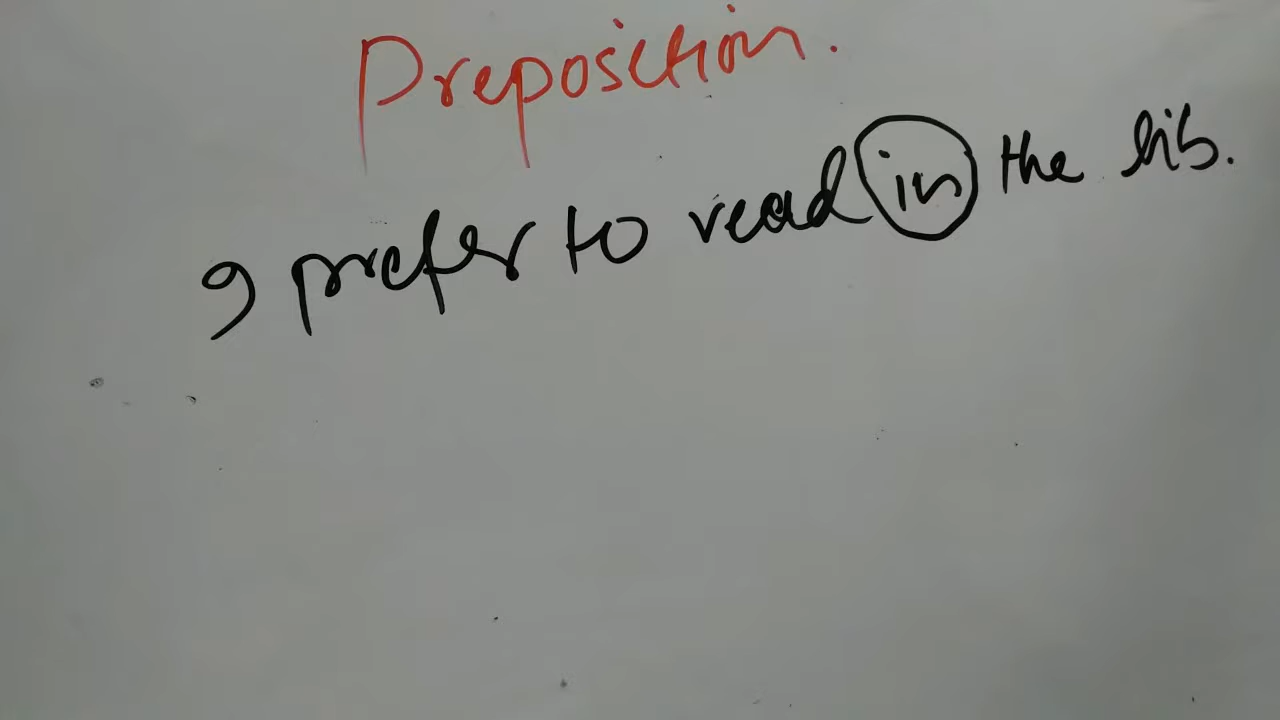 Preposition.
I prefer to read in the lib.